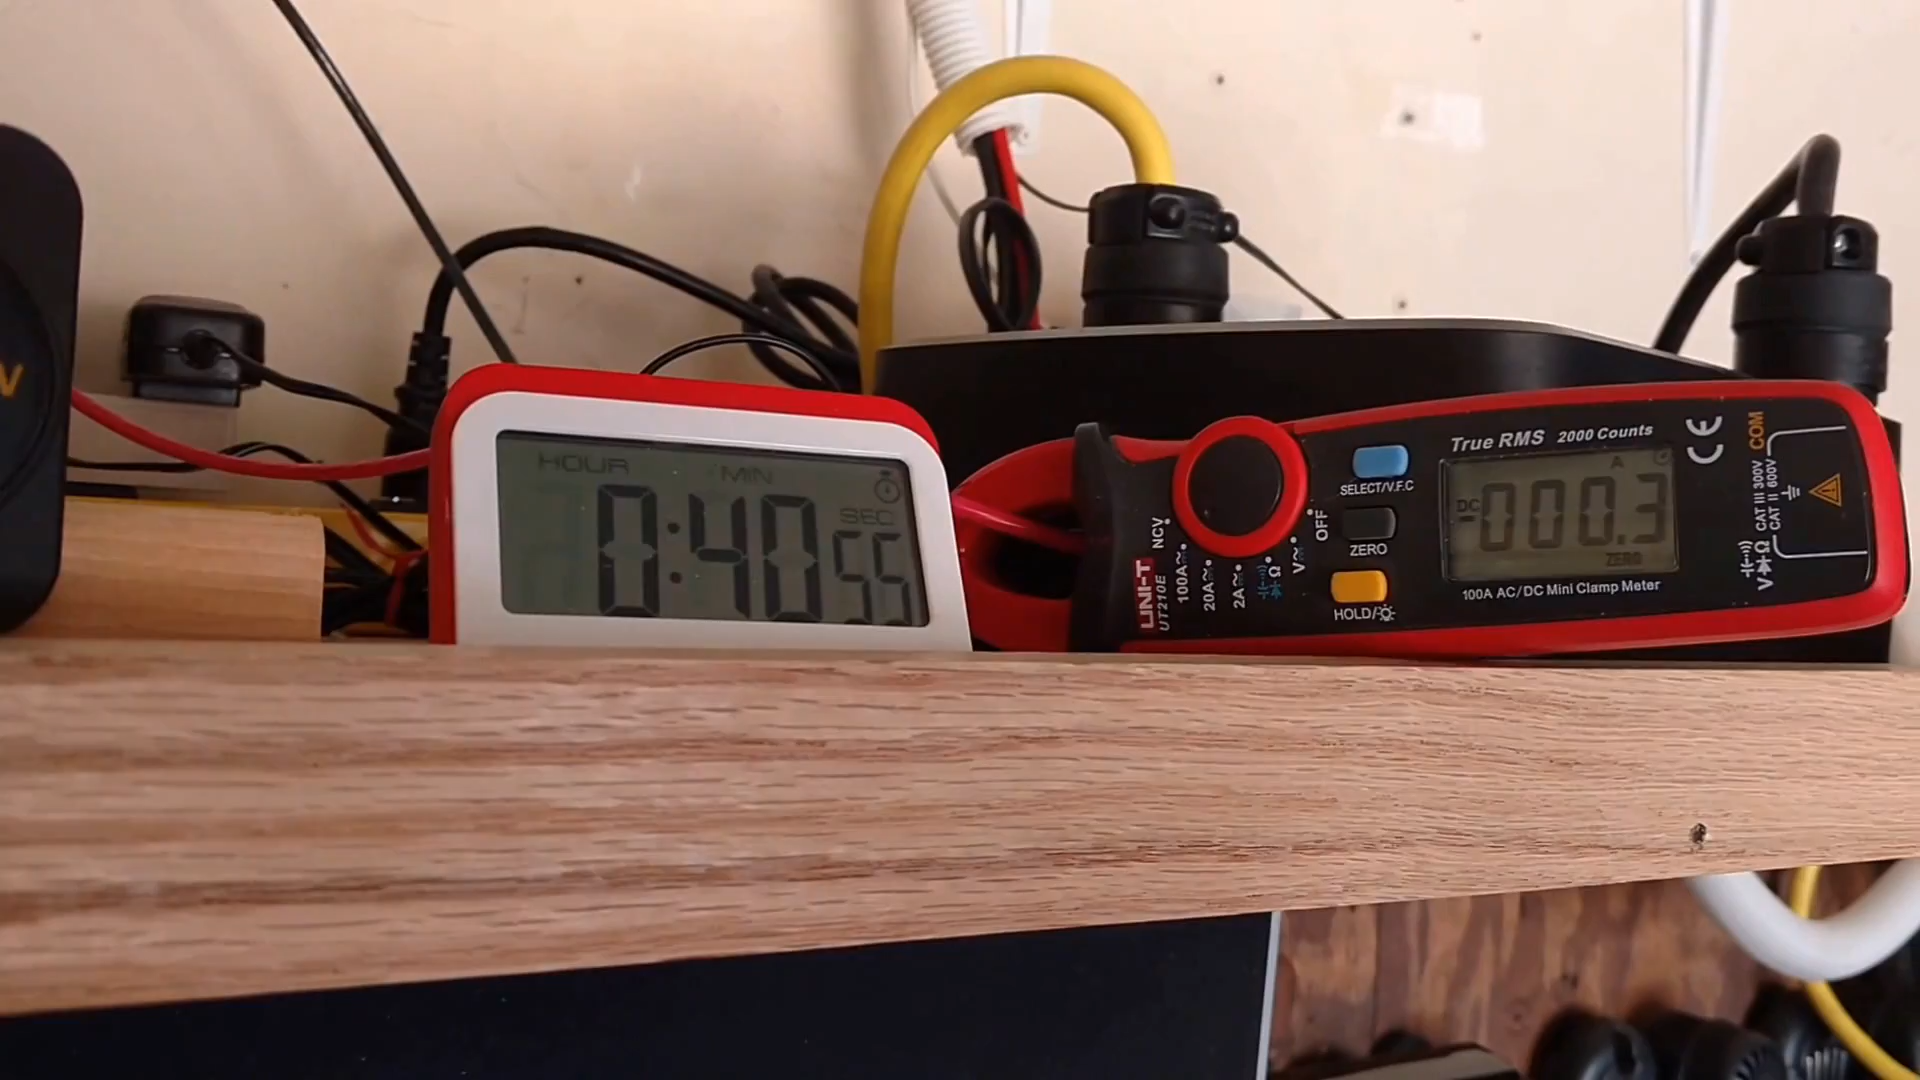 V
HOUR
MIN
SEC
0:40 55
UNI-T
UT210E
NCV
100A
20A
2A
Ω
V
OFF
SELECT/V.F.C
ZERO
HOLD/
True RMS 2000 Counts
A
DC
-000.3
ZERO
100A AC/DC Mini Clamp Meter
CE
COM
CAT III 300V
CAT II 600V
VΩ